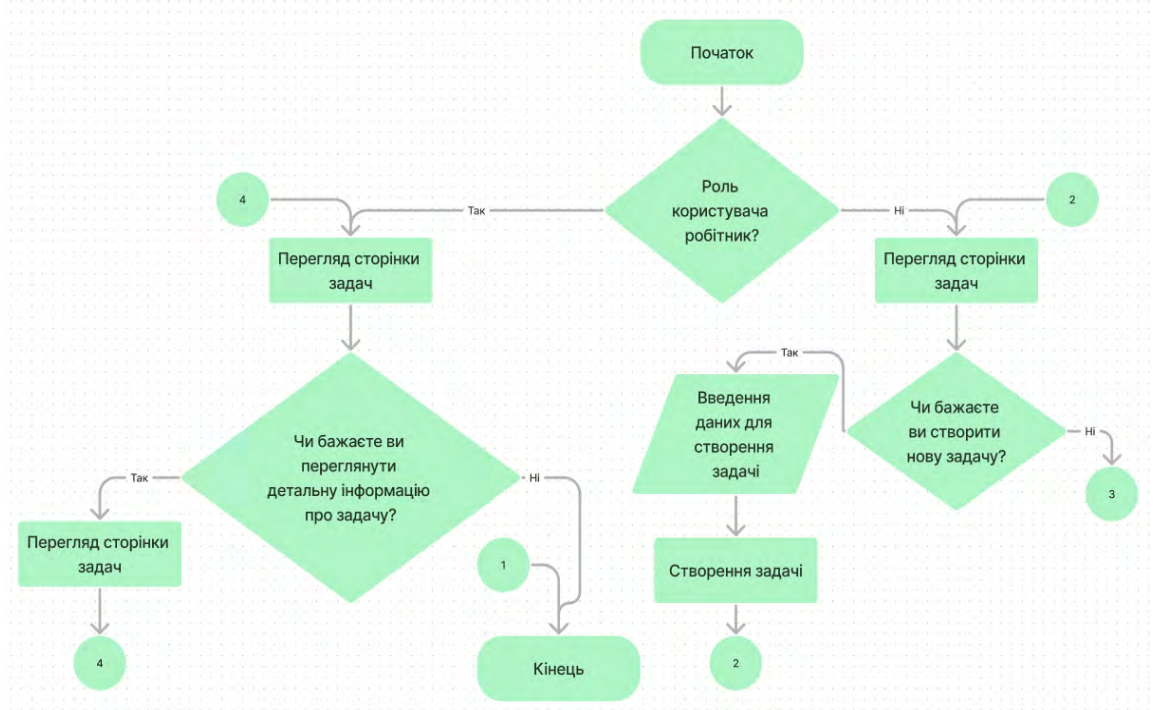 Початок
Роль
користувача
робітник?
4
Так
Ні
2
Перегляд сторінки
задач
Перегляд сторінки
задач
Так
Введення
даних для
створення
задачі
Чи бажаєте
ви створити
нову задачу?
Ні
3
Чи бажаєте ви
переглянути
детальну інформацію
про задачу?
Так
Ні
Перегляд сторінки
задач
1
Створення задачі
4
Кінець
2